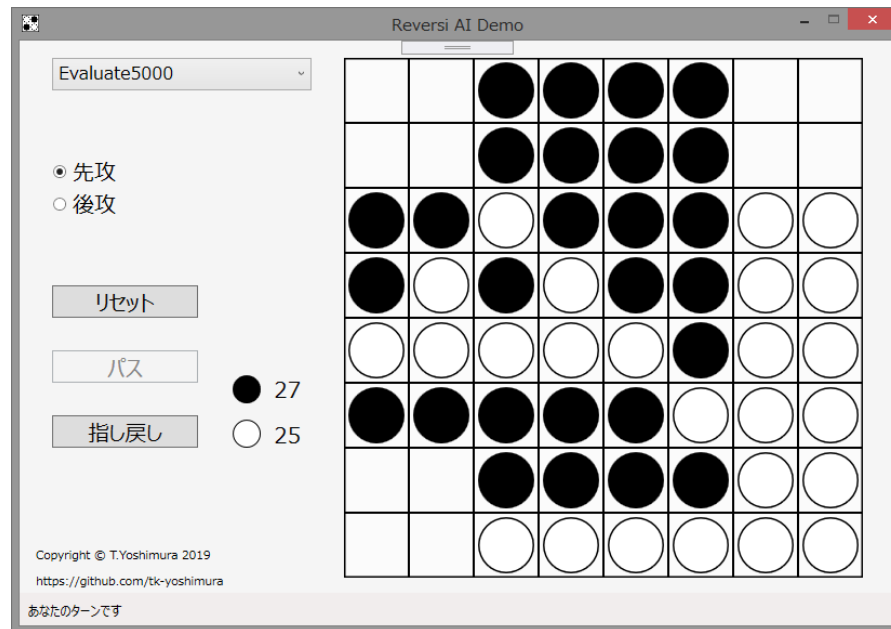 Reversi AI Demo
Evaluate5000
先攻
後攻
リセット
パス
27
指し戻し
25
Copyright © T.Yoshimura 2019
https://github.com/tk-yoshimura
あなたのターンです